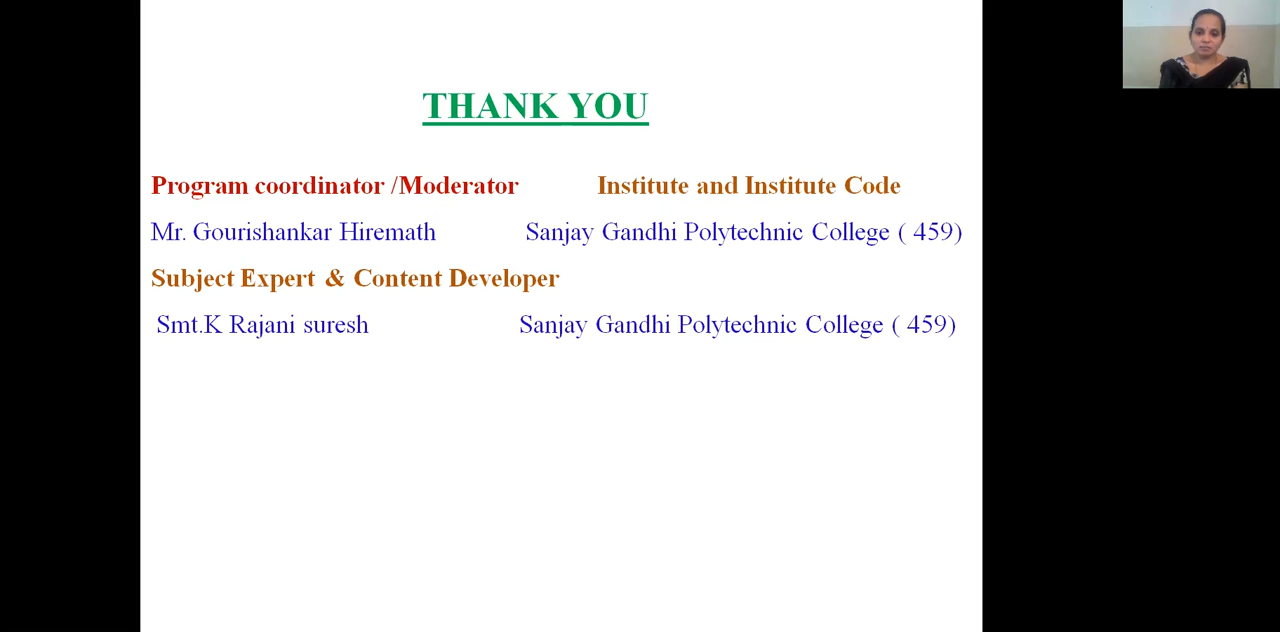 THANK YOU
Program coordinator /Moderator Institute and Institute Code
Mr. Gourishankar Hiremath Sanjay Gandhi Polytechnic College ( 459)
Subject Expert & Content Developer
Smt.K Rajani suresh Sanjay Gandhi Polytechnic College ( 459)